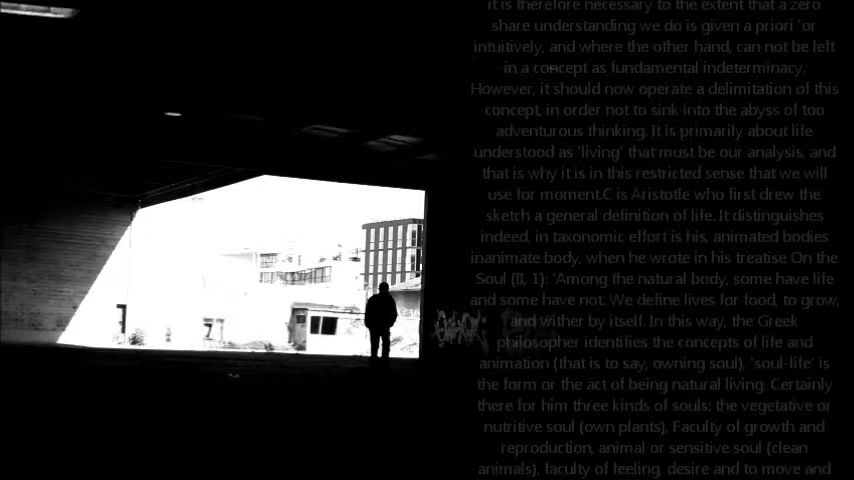 it is therefore necessary to the extent that a zero
share understanding we do is given a priori 'or
intuitively, and where the other hand, can not be left
in a concept as fundamental indeterminacy.
However, it should now operate a delimitation of this
concept, in order not to sink into the abyss of too
adventurous thinking. It is primarily about life
understood as 'living' that must be our analysis, and
that is why it is in this restricted sense that we will
use for moment.C is Aristotle who first drew the
sketch a general definition of life. It distinguishes
indeed, in taxonomic effort is his, animated bodies
inanimate body, when he wrote in his treatise On the
Soul (II, 1): 'Among the natural body, some have life
and some have not. We define lives for food, to grow,
and wither by itself. In this way, the Greek
philosopher identifies the concepts of life and
animation (that is to say, owning soul), 'soul-life' is
the form or the act of being natural living. Certainly
there for him three kinds of souls: the vegetative or
nutritive soul (own plants), Faculty of growth and
reproduction, animal or sensitive soul (clean
animals), faculty of feeling, desire and to move and